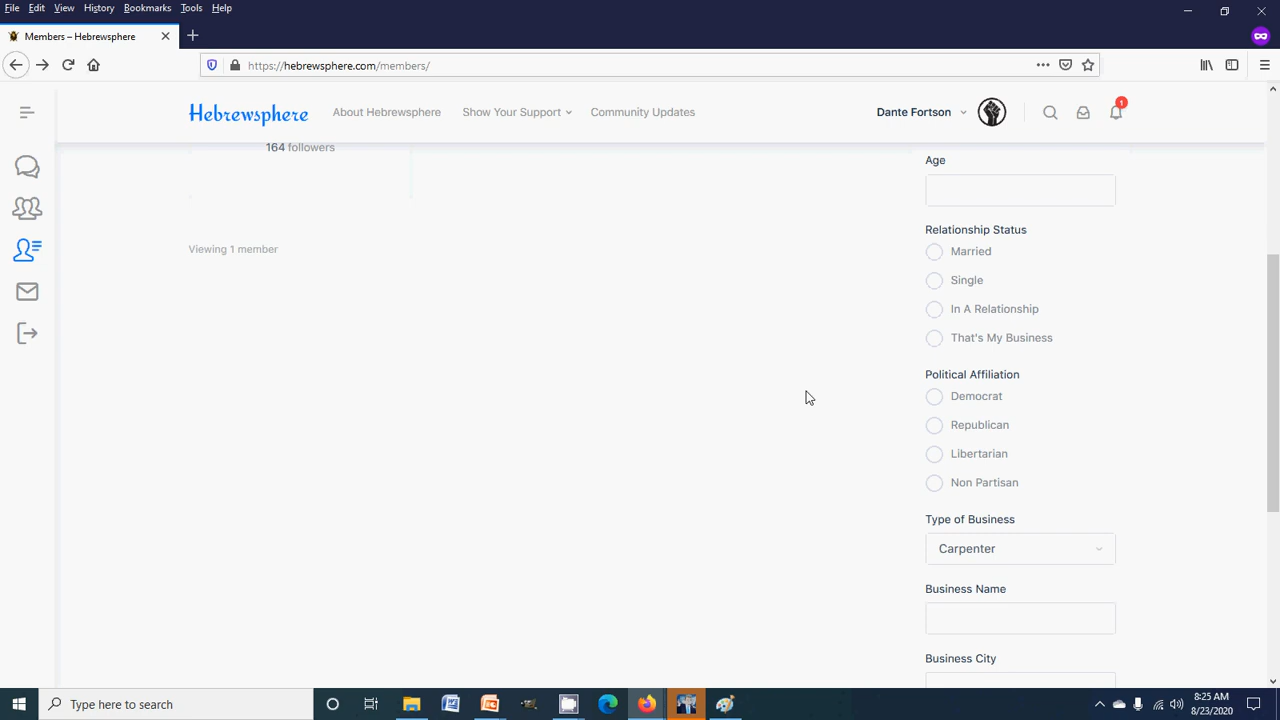 File Edit View History Bookmarks Tools Help
Members – Hebrewsphere
https://hebrewsphere.com/members/
Hebrewsphere About Hebrewsphere Show Your Support Community Updates Dante Fortson 1
164 followers
Viewing 1 member
Age
Relationship Status
Married
Single
In A Relationship
That's My Business
Political Affiliation
Democrat
Republican
Libertarian
Non Partisan
Type of Business
Carpenter
Business Name
Business City
Type here to search
8:25 AM
8/23/2020